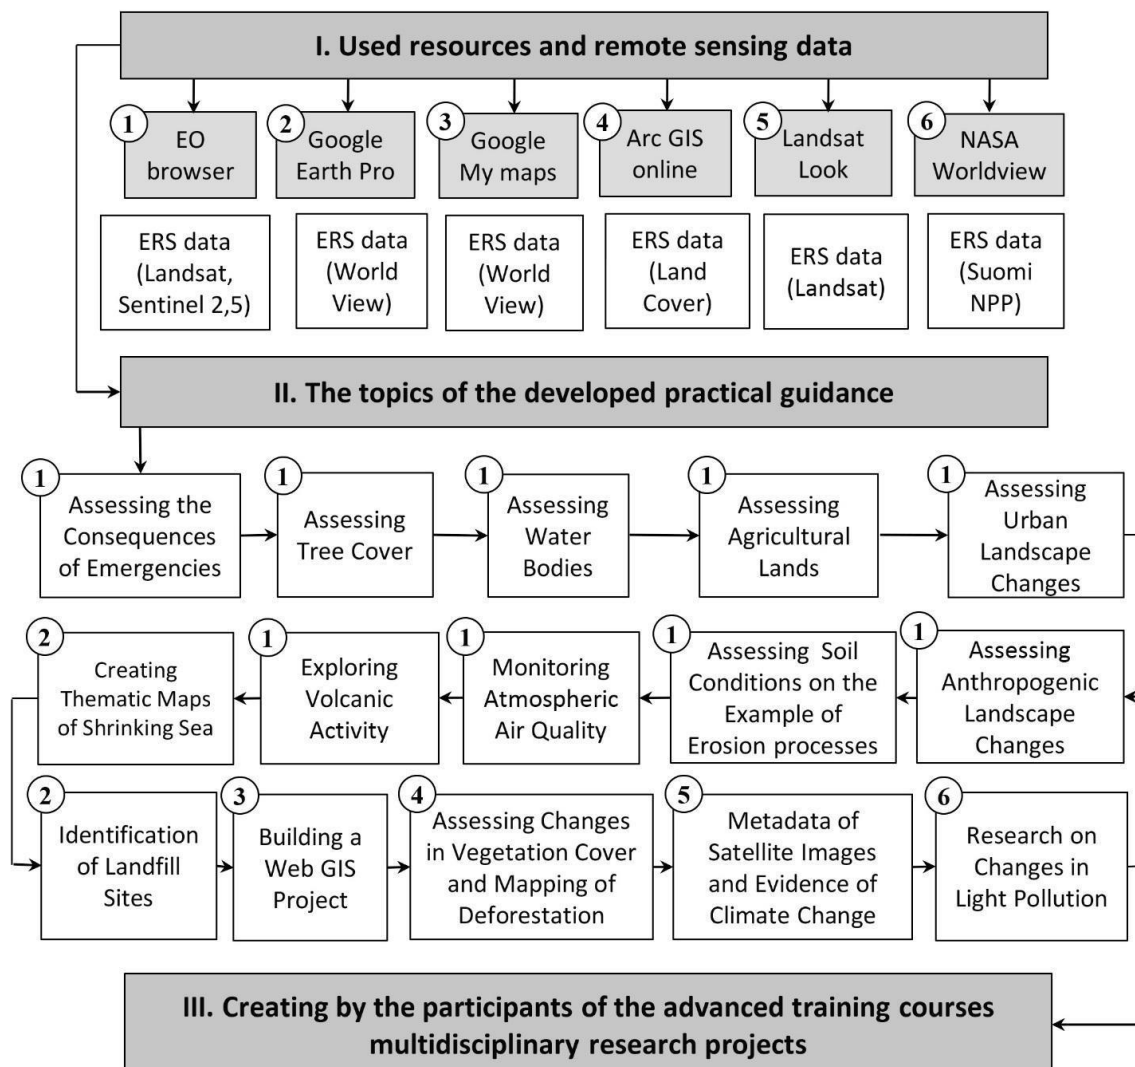 I. Used resources and remote sensing data
1
EO
browser
2
Google
Earth Pro
3
Google
My maps
4
Arc GIS
online
5
Landsat
Look
6
NASA
Worldview
ERS data
(Landsat,
Sentinel 2,5)
ERS data
(World
View)
ERS data
(World
View)
ERS data
(Land
Cover)
ERS data
(Landsat)
ERS data
(Suomi
NPP)
II. The topics of the developed practical guidance
1
Assessing the
Consequences
of Emergencies
1
Assessing
Tree Cover
1
Assessing
Water
Bodies
1
Assessing
Agricultural
Lands
1
Assessing
Urban
Landscape
Changes
2
Creating
Thematic Maps
of Shrinking Sea
1
Exploring
Volcanic
Activity
1
Monitoring
Atmospheric
Air Quality
1
Assessing Soil
Conditions on the
Example of
Erosion processes
1
Assessing
Anthropogenic
Landscape
Changes
2
Identification
of Landfill
Sites
3
Building a
Web GIS
Project
4
Assessing Changes
in Vegetation Cover
and Mapping of
Deforestation
5
Metadata of
Satellite Images
and Evidence of
Climate Change
6
Research on
Changes in
Light Pollution
III. Creating by the participants of the advanced training courses
multidisciplinary research projects